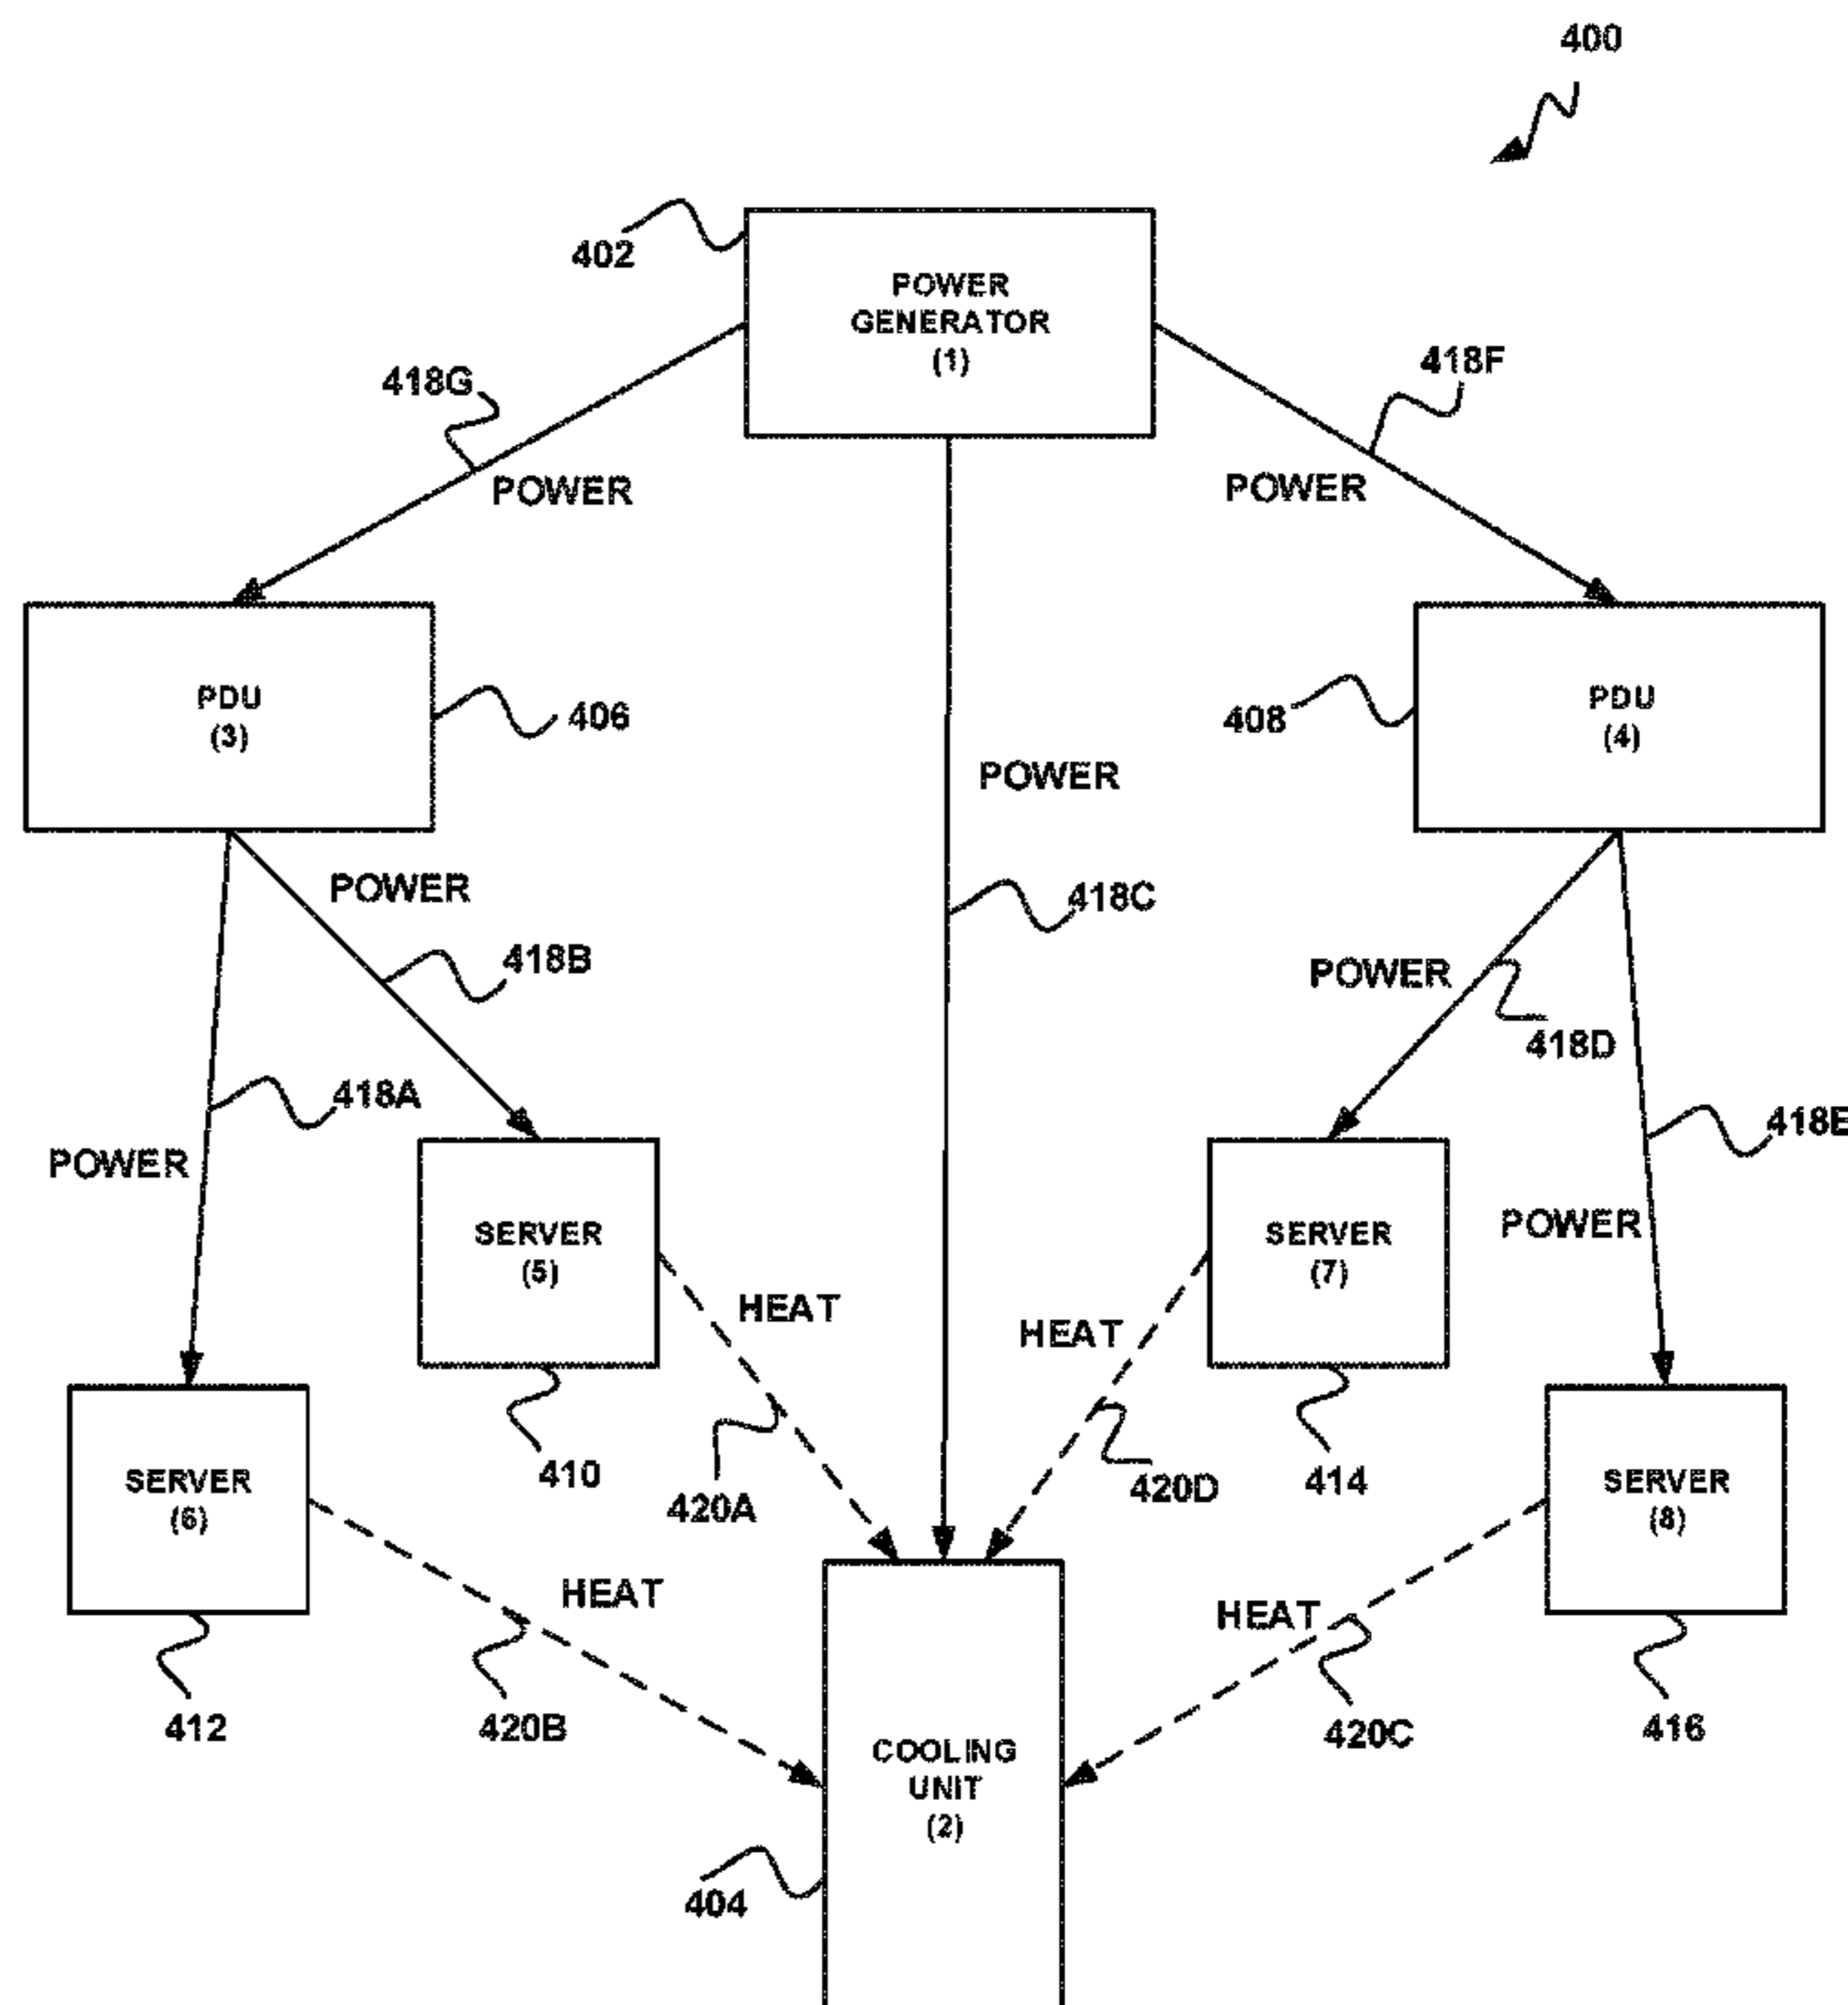 400
402
POWER
GENERATOR
(1)
418G
418F
POWER
POWER
PDU
(3)
406
408
PDU
(4)
POWER
POWER
418C
418B
POWER
418D
418A
418E
POWER
POWER
SERVER
(5)
SERVER
(7)
HEAT
HEAT
410
420A
420D
414
SERVER
(6)
SERVER
(8)
HEAT
HEAT
412
420B
420C
416
COOLING
UNIT
(2)
404